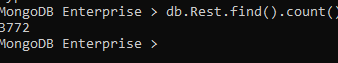 MongoDB Enterprise > db.Rest.find().count()
3772
MongoDB Enterprise >